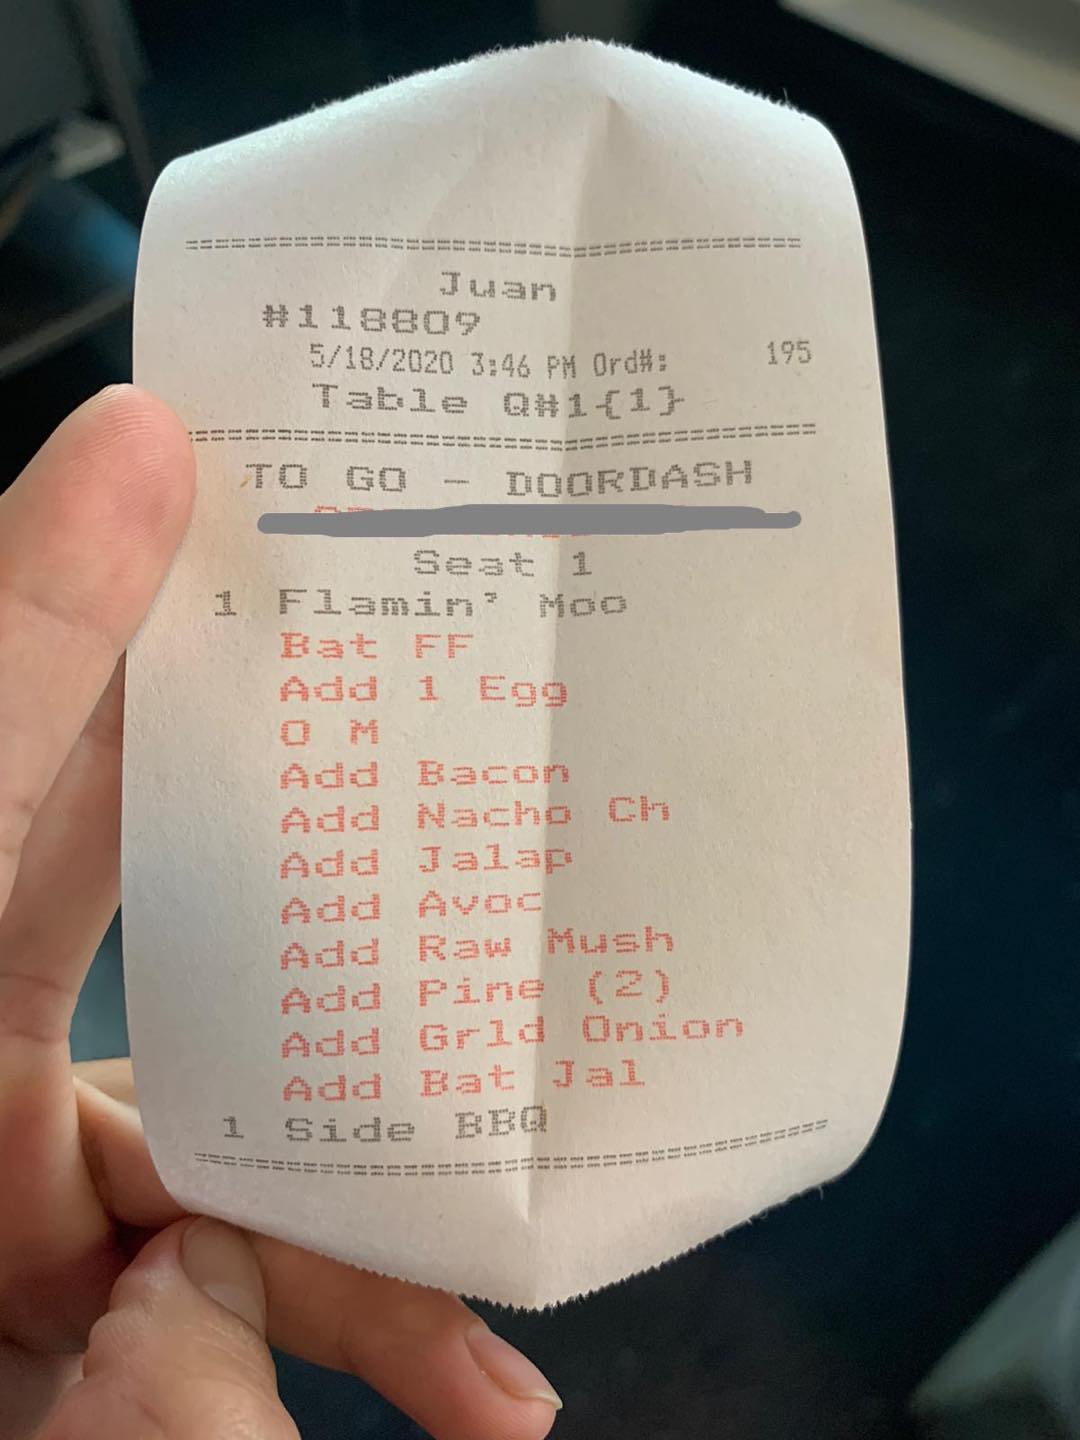 Juan
#118809
5/18/2020 3:46 PM Ord#: 195
Table Q#1{1}
TO GO - DOORDASH
Seat 1
1 Flamin' Moo
Bat FF
Add 1 Egg
O M
Add Bacon
Add Nacho Ch
Add Jalap
Add Avoc
Add Raw Mush
Add Pine (2)
Add Grld Onion
Add Bat Jal
1 Side BBQ